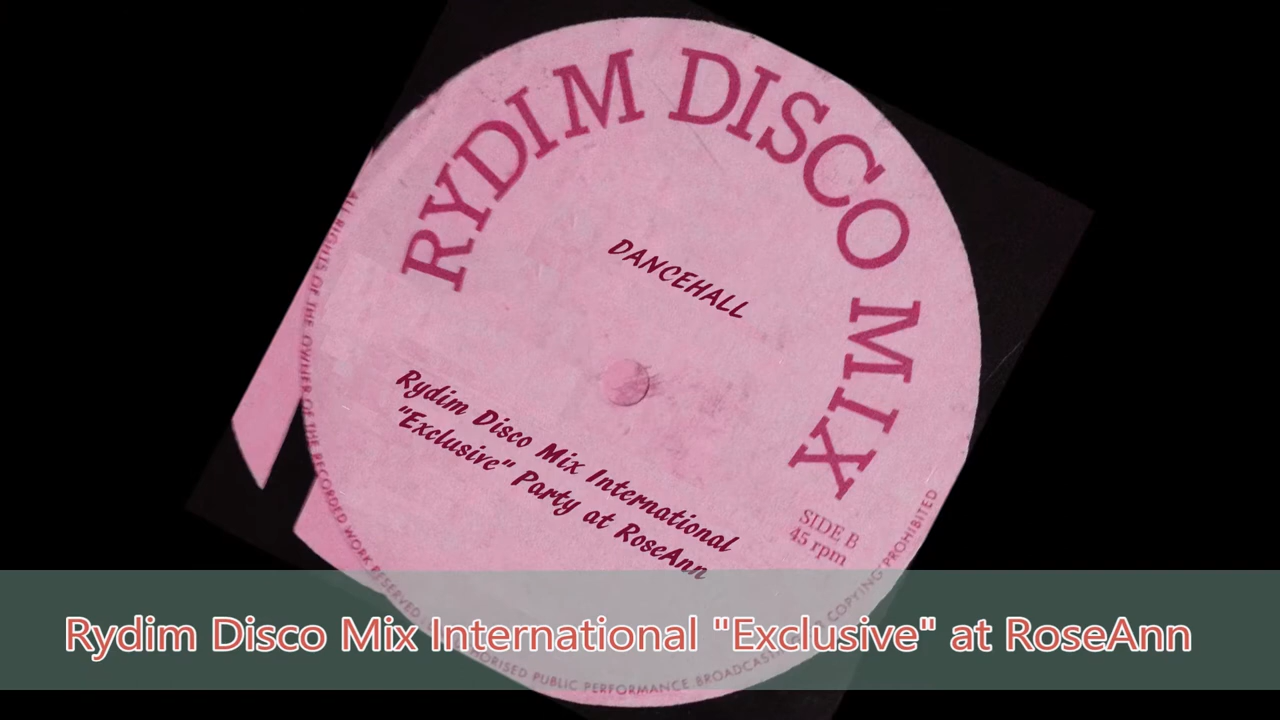 RYDIM DISCO MIX
DANCEHALL
Rydim Disco Mix International
"Exclusive" Party at RoseAnn
SIDE B
45 rpm
ALL RIGHTS OF THE OWNER OF THE RECORDED WORK RESERVED
PUBLIC PERFORMANCE BROADCAST
COPYING PROHIBITED
Rydim Disco Mix International "Exclusive" at RoseAnn